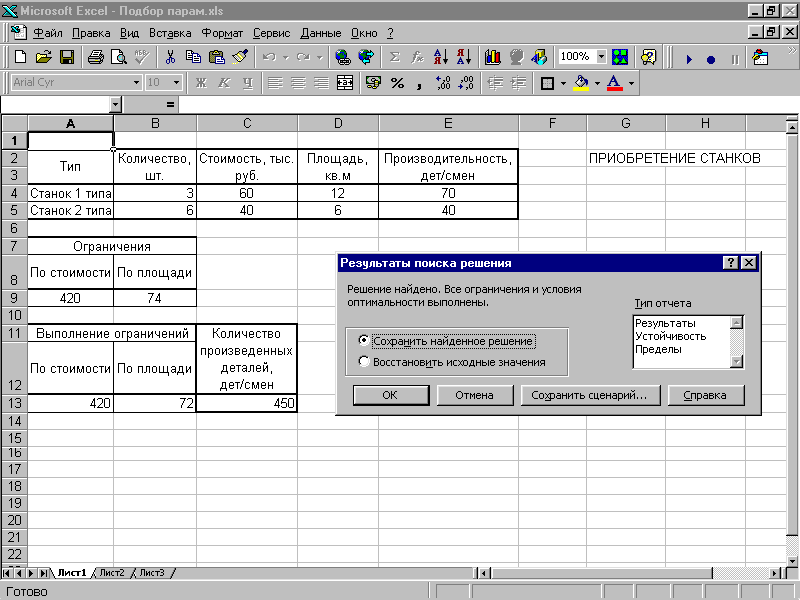 Microsoft Excel - Подбор парам.xls
Файл Правка Вид Вставка Формат Сервис Данные Окно ?
100%
Arial Cyr 10 Ж К Ч
=
A B C D E F G H
1
2 Тип Количество, шт. Стоимость, тыс. руб. Площадь, кв.м Производительность, дет/смен ПРИОБРЕТЕНИЕ СТАНКОВ
3
4 Станок 1 типа 3 60 12 70
5 Станок 2 типа 6 40 6 40
6
7 Ограничения
8 По стоимости По площади
9 420 74
10
11 Выполнение ограничений Количество произведенных деталей, дет/смен
12 По стоимости По площади
13 420 72 450
14
15
16
17
18
19
20
21
22
Результаты поиска решения
Решение найдено. Все ограничения и условия
оптимальности выполнены.
Тип отчета
Результаты
Устойчивость
Пределы
Сохранить найденное решение
Восстановить исходные значения
ОК Отмена Сохранить сценарий... Справка
Лист1 Лист2 Лист3
Готово